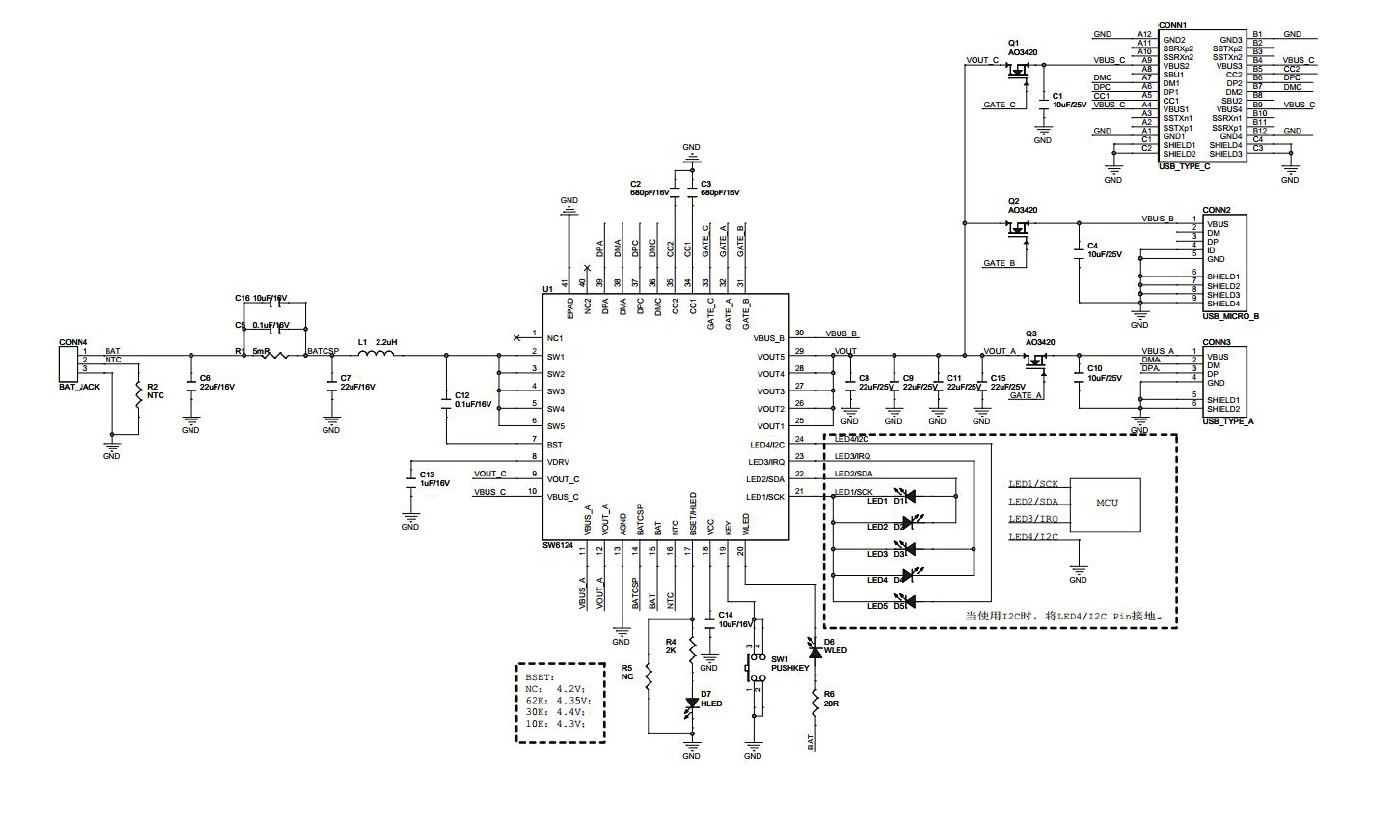 CONN1
Q1
AO3420
VOUT_C
GATE_C
C1
10uF/25V
GND
GND A12 GND2 GND3 B1 GND
A11 SSRXp2 SSTXp2 B2
A10 SSRXn2 SSTXn2 B3
VBUS_C A9 VBUS2 VBUS3 B4 VBUS_C
A8 SBU1 CC2 B5 CC2
DMC A7 DM1 DP2 B6 DPC
DPC A6 DP1 DM2 B7 DMC
CC1 A5 CC1 SBU2 B8
VBUS_C A4 VBUS1 VBUS4 B9 VBUS_C
A3 SSTXn1 SSRXn1 B10
A2 SSTXp1 SSRXp1 B11
GND A1 GND1 GND4 B12 GND
C1 SHIELD1 SHIELD4 C4
C2 SHIELD2 SHIELD3 C3
USB_TYPE_C
GND
GND
Q2
AO3420
GATE_B
C4
10uF/25V
CONN2
VBUS_B 1 VBUS
2 DM
3 DP
4 ID
5 GND
6 SHIELD1
7 SHIELD2
8 SHIELD3
9 SHIELD4
USB_MICRO_B
GND
Q3
AO3420
VOUT_A
GATE_A
C10
10uF/25V
CONN3
VBUS_A 1 VBUS
DMA 2 DM
DPA 3 DP
4 GND
5 SHIELD1
6 SHIELD2
USB_TYPE_A
GND
GND
C2
680pF/16V
C3
680pF/16V
GND
DPA
DMA
DPC
DMC
CC2
CC1
GATE_C
GATE_A
GATE_B
41 EPAD
40 NC2
39 DPA
38 DMA
37 DPC
36 DMC
35 CC2
34 CC1
33 GATE_C
32 GATE_A
31 GATE_B
U1
1 NC1
2 SW1
3 SW2
4 SW3
5 SW4
6 SW5
7 BST
8 VDRV
VOUT_C 9 VOUT_C
VBUS_C 10 VBUS_C
VBUS_B 30 VBUS_B
VOUT5 29 VOUT
VOUT4 28
VOUT3 27
VOUT2 26
VOUT1 25
LED4/I2C 24 LED4/I2C
LED3/IRQ 23 LED3/IRQ
LED2/SDA 22 LED2/SDA
LED1/SCK 21 LED1/SCK
SW6124
VBUS_A 11 VBUS_A
VOUT_A 12 VOUT_A
AGND 13 GND
BATCSP 14 BATCSP
BAT 15 BAT
NTC 16 NTC
BSET/HLED 17
VCC 18
KEY 19
WLED 20
C16 10uF/16V
C5 0.1uF/16V
R1 5mR
BATCSP
L1 2.2uH
CONN4
1 BAT
2 NTC
3
BAT_JACK
R2
NTC
GND
C6
22uF/16V
GND
C7
22uF/16V
GND
C12
0.1uF/16V
C13
1uF/16V
GND
C8
22uF/25V
GND
C9
22uF/25V
GND
C11
22uF/25V
GND
C15
22uF/25V
GND
LED1 D1
LED2 D2
LED3 D3
LED4 D4
LED5 D5
LED1/SCK
LED2/SDA
LED3/IRQ
LED4/I2C
MCU
GND
当使用I2C时，将LED4/I2C Pin接地。
BSET:
NC: 4.2V;
62K: 4.35V;
30K: 4.4V;
10K: 4.3V;
R5
NC
R4
2K
D7
HLED
GND
C14
10uF/16V
GND
SW1
PUSHKEY
3 4
1 2
GND
D6
WLED
R6
20R
BAT